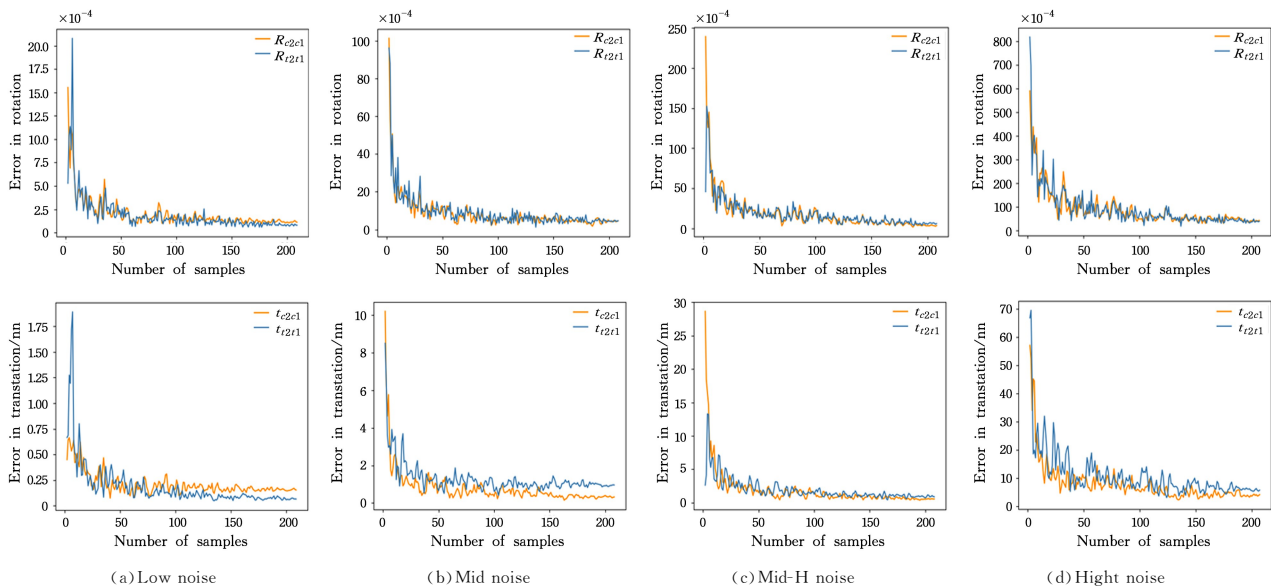 ×10⁻⁴
20.0
17.5
15.0
12.5
10.0
7.5
5.0
2.5
0
Error in rotation
R_c2c1
R_t2t1
0 50 100 150 200
Number of samples
×10⁻⁴
100
80
60
40
20
0
Error in rotation
R_c2c1
R_t2t1
0 50 100 150 200
Number of samples
×10⁻⁴
250
200
150
100
50
0
Error in rotation
R_c2c1
R_t2t1
0 50 100 150 200
Number of samples
×10⁻⁴
800
700
600
500
400
300
200
100
0
Error in rotation
R_c2c1
R_t2t1
0 50 100 150 200
Number of samples
1.75
1.50
1.25
1.00
0.75
0.50
0.25
0
Error in transtation/nn
t_c2c1
t_t2t1
0 50 100 150 200
Number of samples
10
8
6
4
2
0
Error in transtation/nn
t_c2c1
t_t2t1
0 50 100 150 200
Number of samples
30
25
20
15
10
5
0
Error in transtation/nn
t_c2c1
t_t2t1
0 50 100 150 200
Number of samples
70
60
50
40
30
20
10
0
Error in transtation/nn
t_c2c1
t_t2t1
0 50 100 150 200
Number of samples
(a)Low noise
(b)Mid noise
(c)Mid-H noise
(d)Hight noise